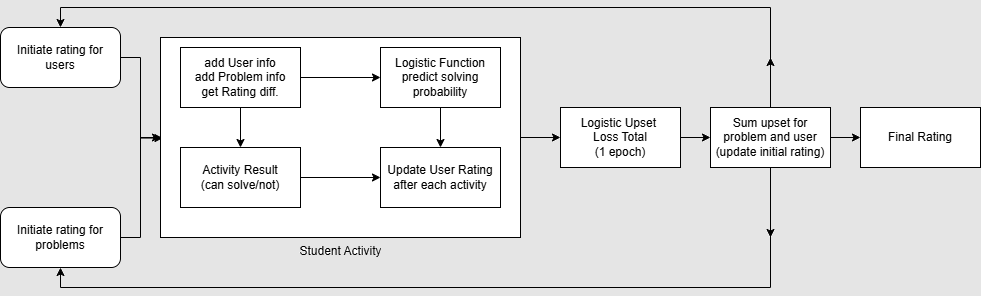 Initiate rating for
users
add User info
add Problem info
get Rating diff.
Logistic Function
predict solving
probability
Activity Result
(can solve/not)
Update User Rating
after each activity
Student Activity
Initiate rating for
problems
Logistic Upset
Loss Total
(1 epoch)
Sum upset for
problem and user
(update initial rating)
Final Rating